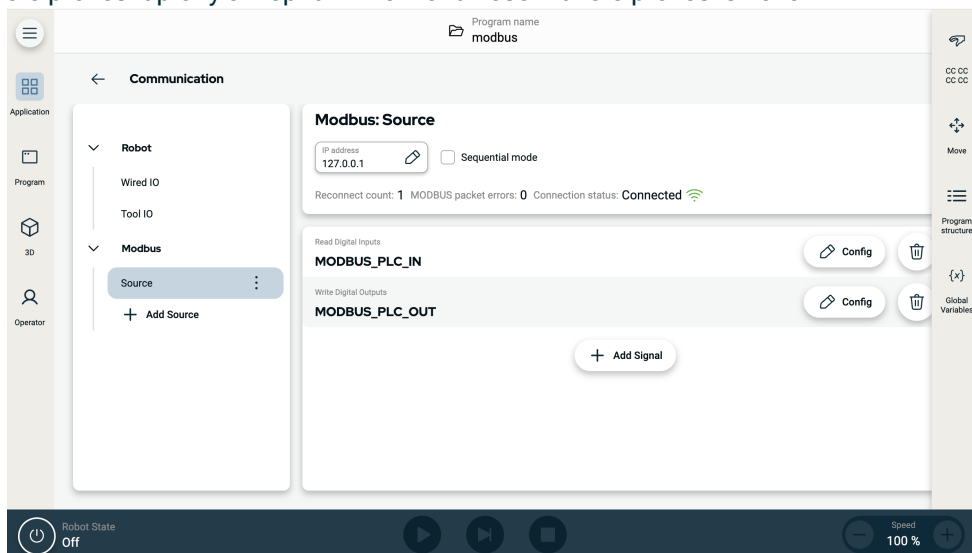 Program name
modbus
Communication
Application
Program
3D
Operator
Robot
Wired IO
Tool IO
Modbus
Source
Add Source
Modbus: Source
IP address
127.0.0.1
Sequential mode
Reconnect count: 1 MODBUS packet errors: 0 Connection status: Connected
Read Digital Inputs
MODBUS_PLC_IN
Config
Write Digital Outputs
MODBUS_PLC_OUT
Config
Add Signal
CC CC
CC CC
Move
Program
structure
{x}
Global
Variables
Robot State
Off
Speed
100 %